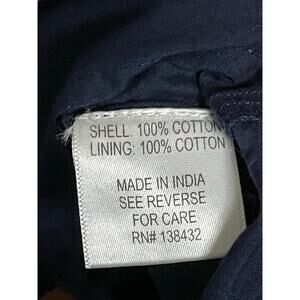 SHELL: 100% COTTON
LINING: 100% COTTON
MADE IN INDIA
SEE REVERSE
FOR CARE
RN# 138432